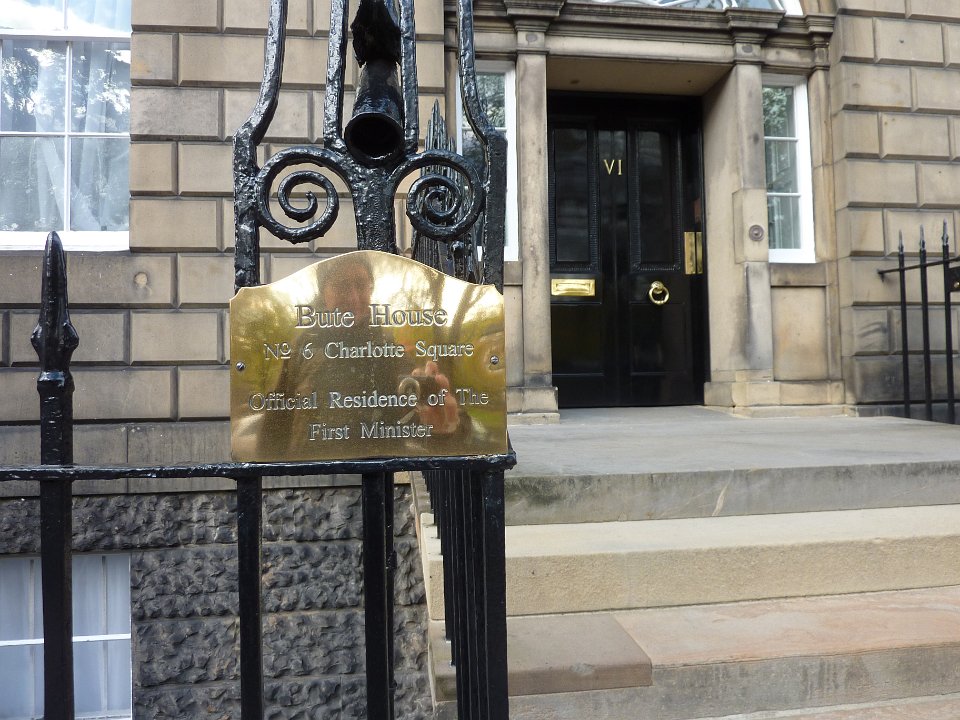 VI
Bute House
Nº 6 Charlotte Square
Official Residence of The
First Minister